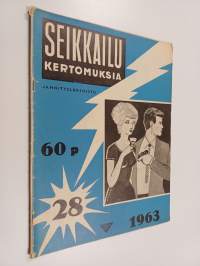 SEIKKAILU
KERTOMUKSIA
JÄNNITYSLUKEMISTO
60 p
28
1963